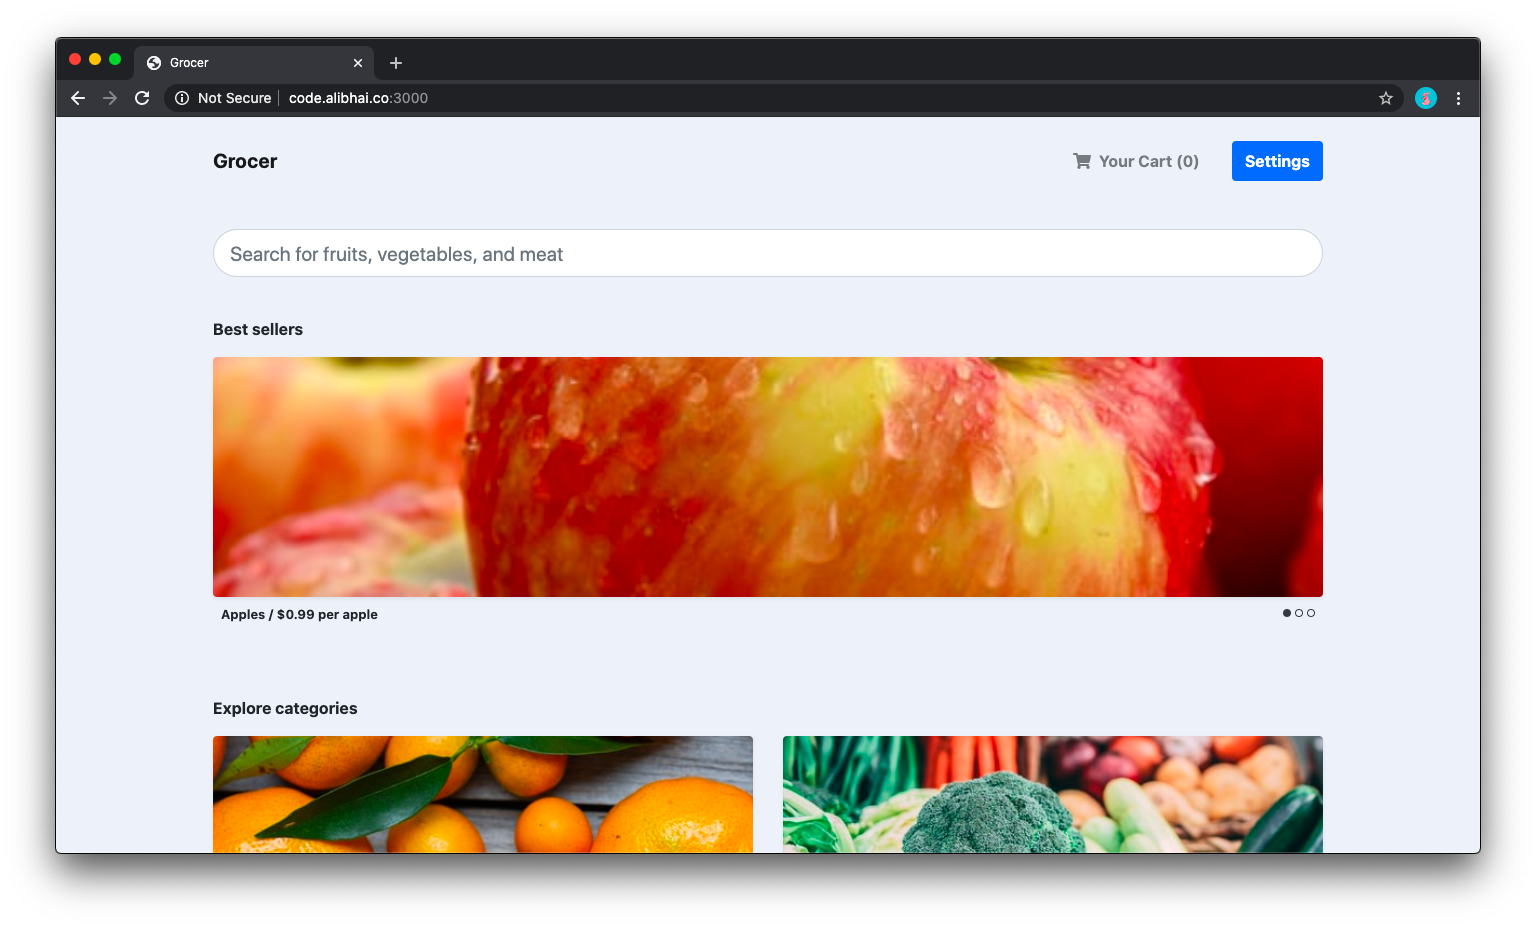 Grocer
Not Secure
code.alibhai.co:3000
Grocer
Your Cart (0)
Settings
Search for fruits, vegetables, and meat
Best sellers
Apples / $0.99 per apple
Explore categories